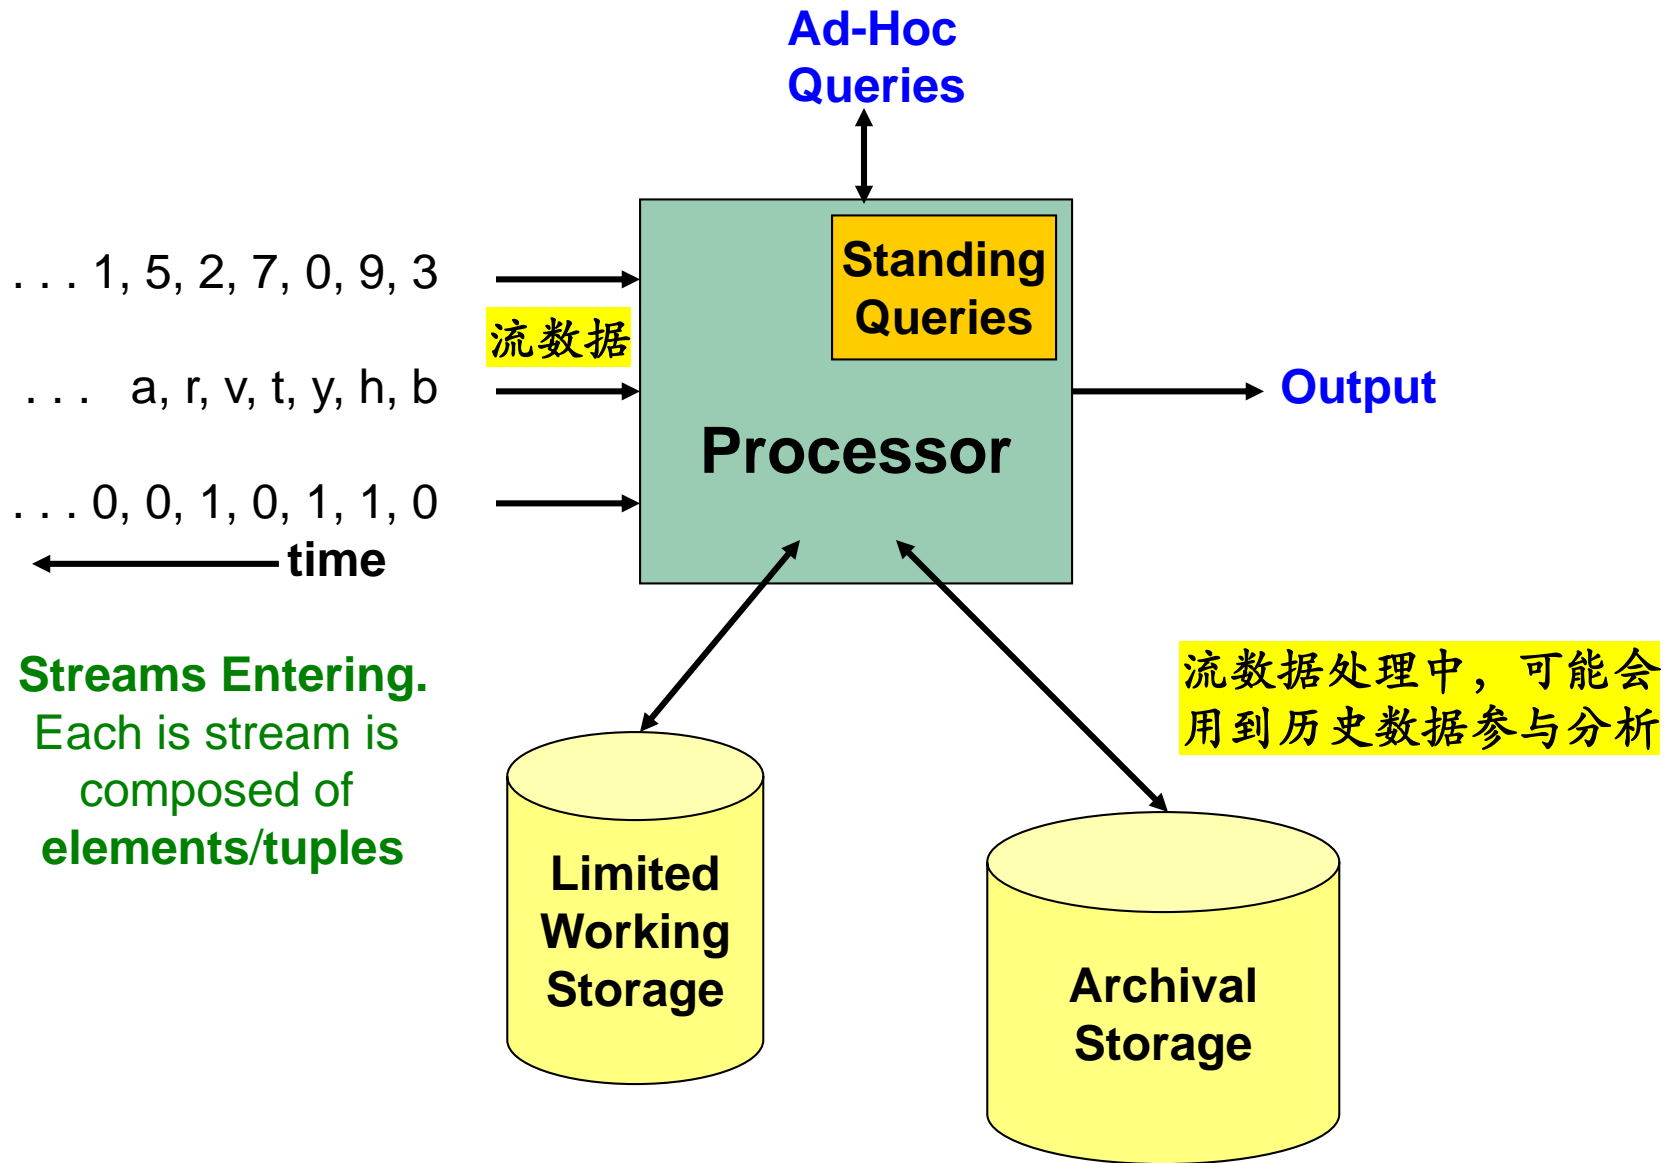 Ad-Hoc
Queries
Standing
Queries
. . . 1, 5, 2, 7, 0, 9, 3
流数据
. . . a, r, v, t, y, h, b
Output
Processor
. . . 0, 0, 1, 0, 1, 1, 0
time
Streams Entering.
Each is stream is
composed of
elements/tuples
流数据处理中，可能会
用到历史数据参与分析
Limited
Working
Storage
Archival
Storage